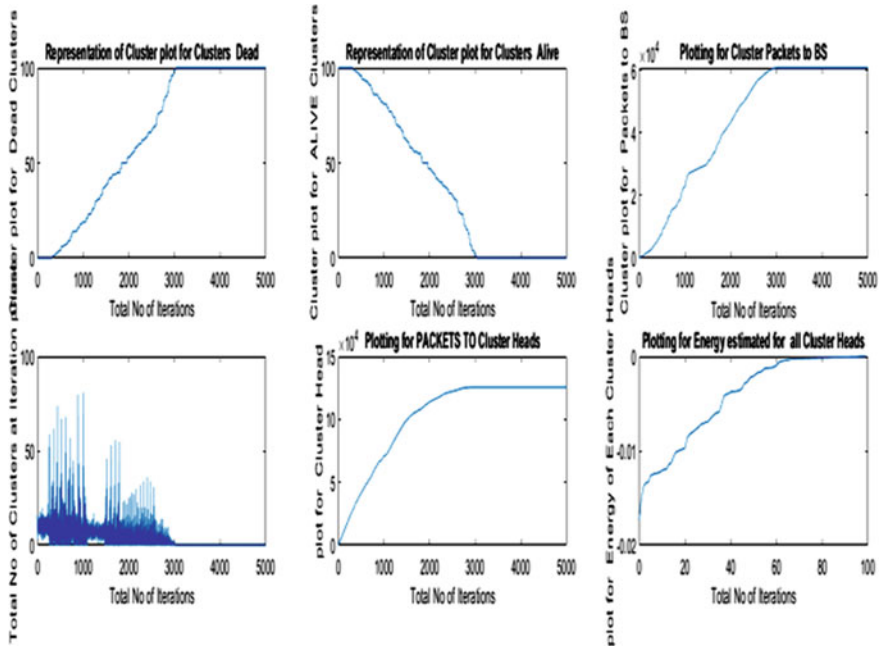 Representation of Cluster plot for Clusters Dead
Cluster plot for Dead Clusters
100
50
0
0 1000 2000 3000 4000 5000
Total No of Iterations
Representation of Cluster plot for Clusters Alive
Cluster plot for ALIVE Clusters
100
50
0
0 1000 2000 3000 4000 5000
Total No of Iterations
Plotting for Cluster Packets to BS
Cluster plot for Packets to BS
×10^4
6
4
2
0
0 1000 2000 3000 4000 5000
Total No of Iterations
Total No of Clusters at Iteration
100
50
0
0 1000 2000 3000 4000 5000
Total No of Iterations
Plotting for PACKETS TO Cluster Heads
plot for Cluster Head
×10^4
15
10
5
0
0 1000 2000 3000 4000 5000
Total No of Iterations
Plotting for Energy estimated for all Cluster Heads
plot for Energy of Each Cluster Heads
0
-0.01
-0.02
0 20 40 60 80 100
Total No of Iterations